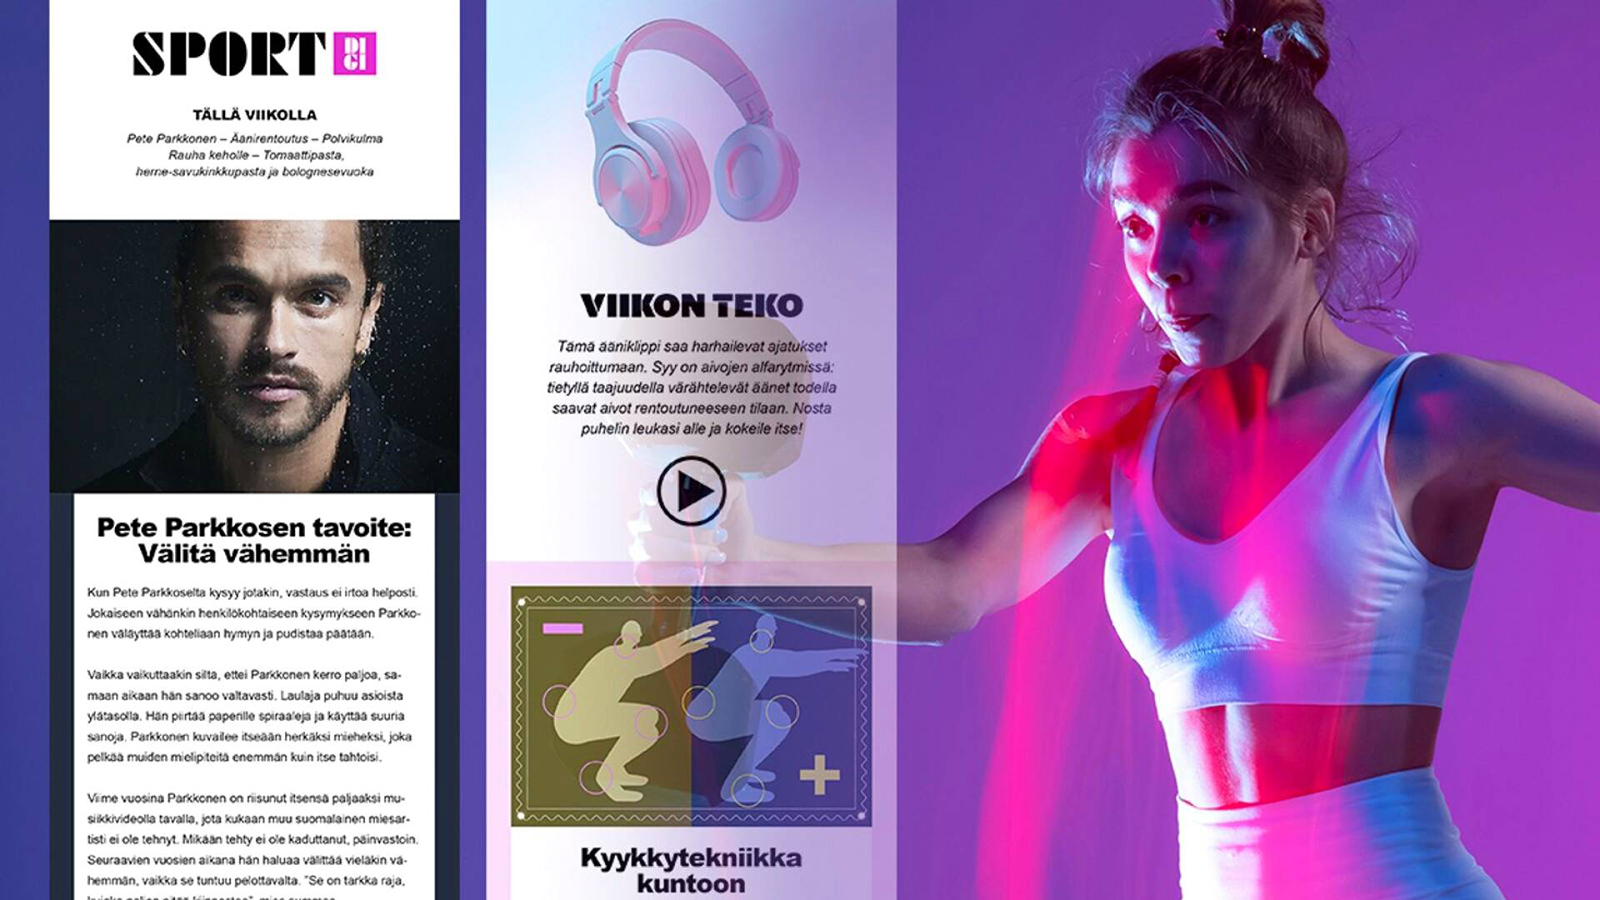 SPORT DIGI
TÄLLÄ VIIKOLLA
Pete Parkkonen – Äänirentoutus – Polvikulma
Rauha keholle – Tomaattipasta,
herne-savukinkkupasta ja bolognesevuoka
Pete Parkkosen tavoite:
Välitä vähemmän
Kun Pete Parkkoselta kysyy jotakin, vastaus ei irtoa helposti.
Jokaiseen vähänkin henkilökohtaiseen kysymykseen Parkko-
nen väläyttää kohteliaan hymyn ja pudistaa päätään.
Vaikka vaikuttaakin siltä, ettei Parkkonen kerro paljoa, sa-
maan aikaan hän sanoo valtavasti. Laulaja puhuu asioista
ylätasolla. Hän piirtää paperille spiraaleja ja käyttää suuria
sanoja. Parkkonen kuvailee itseään herkäksi mieheksi, joka
pelkää muiden mielipiteitä enemmän kuin itse tahtoisi.
Viime vuosina Parkkonen on riisunut itsensä paljaaksi mu-
siikkivideolla tavalla, jota kukaan muu suomalainen miesar-
tisti ei ole tehnyt. Mikään tehty ei ole kaduttanut, päinvastoin.
Seuraavien vuosien aikana hän haluaa välittää vieläkin vä-
hemmän, vaikka se tuntuu pelottavalta. "Se on tarkka raja,
VIIKON TEKO
Tämä ääniklippi saa harhailevat ajatukset
rauhoittumaan. Syy on aivojen alfarytmissä:
tietyllä taajuudella värähtelevät äänet todella
saavat aivot rentoutuneeseen tilaan. Nosta
puhelin leukasi alle ja kokeile itse!
Kyykkytekniikka
kuntoon